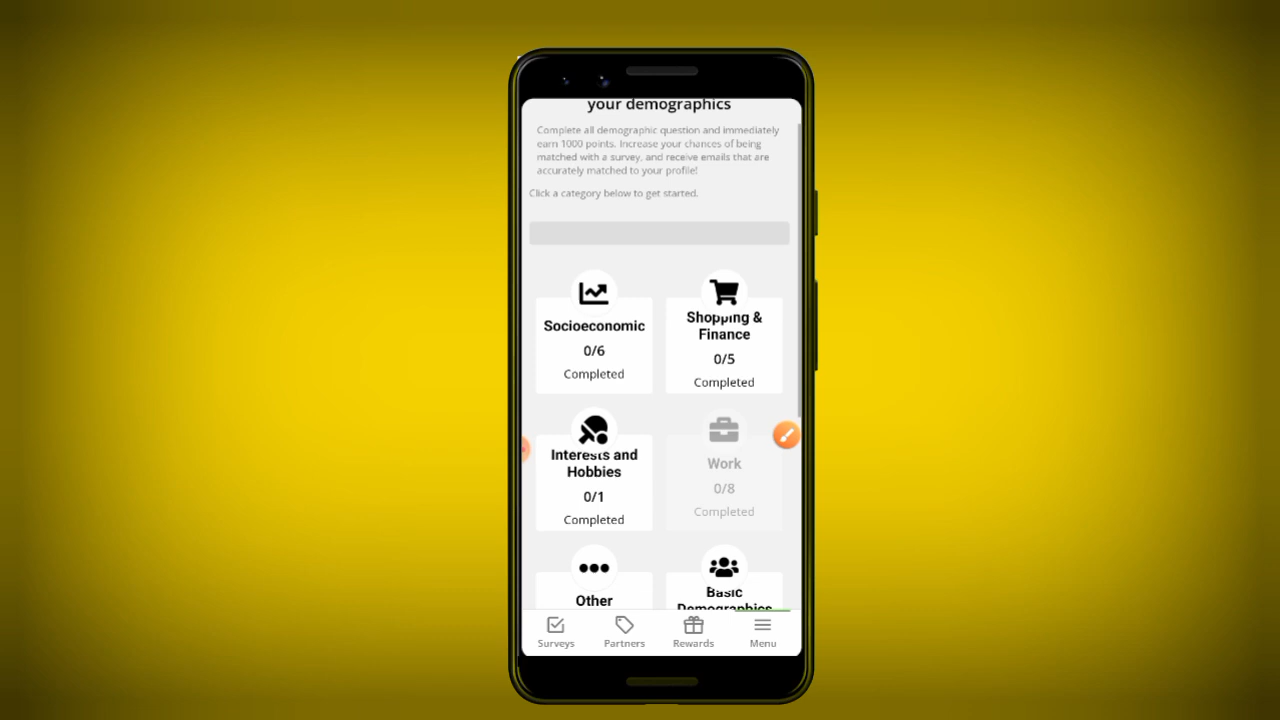 your demographics
Complete all demographic question and immediately
earn 1000 points. Increase your chances of being
matched with a survey, and receive emails that are
accurately matched to your profile!
Click a category below to get started.
Socioeconomic
0/6
Completed
Shopping &
Finance
0/5
Completed
Interests and
Hobbies
0/1
Completed
Work
0/8
Completed
Other
Basic
Demographics
Surveys
Partners
Rewards
Menu